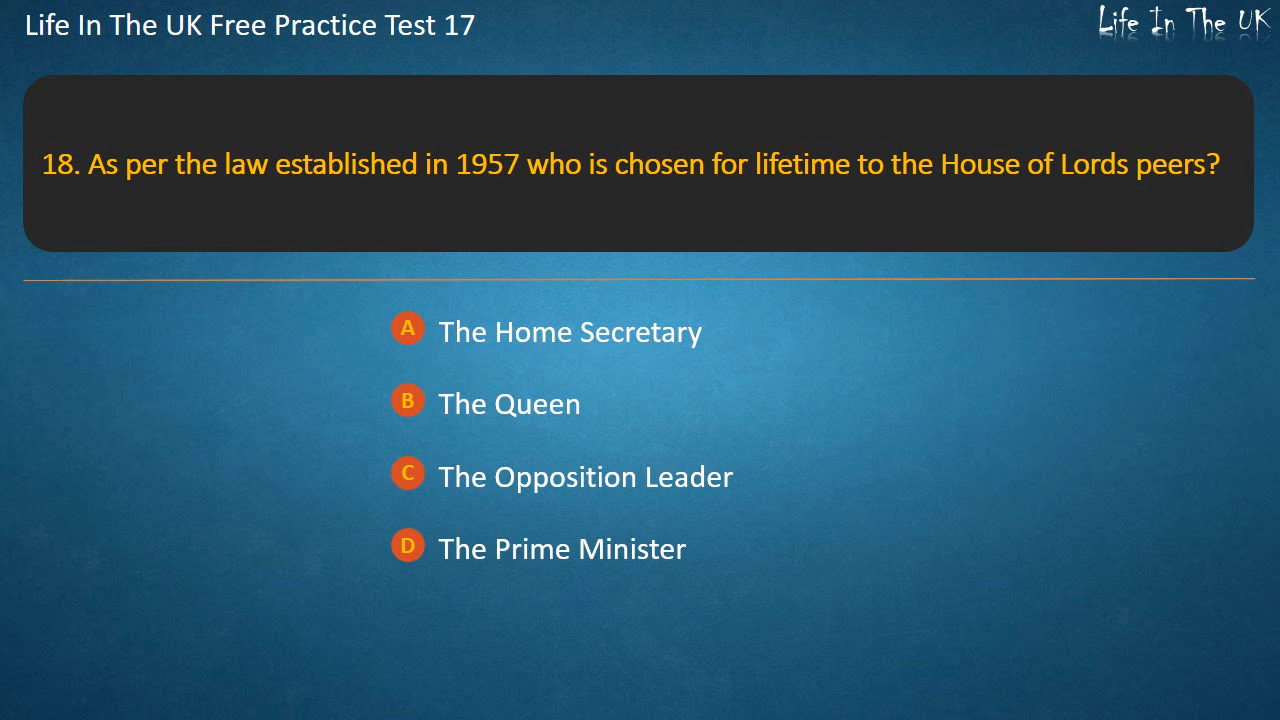 Life In The UK Free Practice Test 17
Life In The UK
18. As per the law established in 1957 who is chosen for lifetime to the House of Lords peers?
A The Home Secretary
B The Queen
C The Opposition Leader
D The Prime Minister